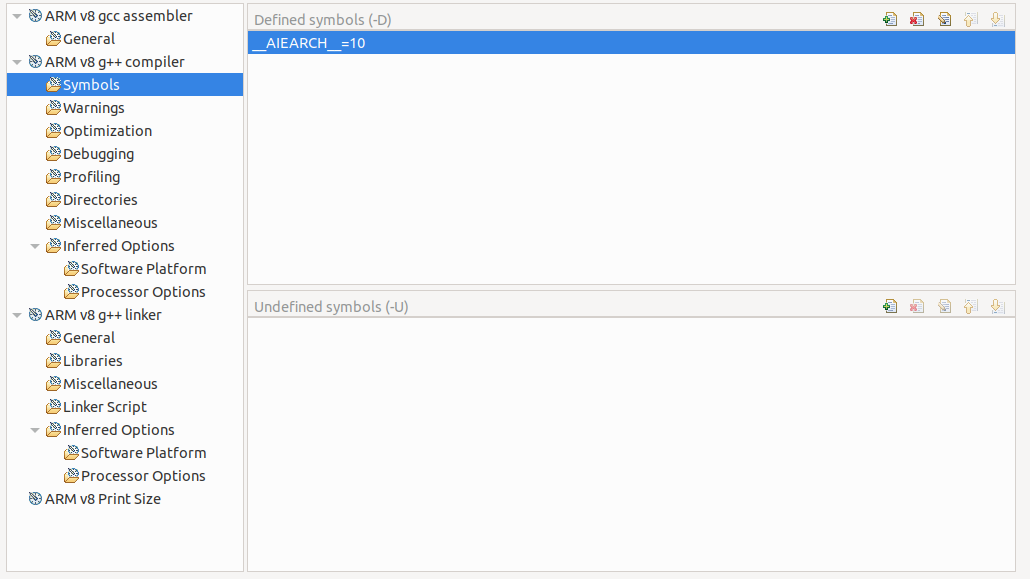 ARM v8 gcc assembler
General
ARM v8 g++ compiler
Symbols
Warnings
Optimization
Debugging
Profiling
Directories
Miscellaneous
Inferred Options
Software Platform
Processor Options
ARM v8 g++ linker
General
Libraries
Miscellaneous
Linker Script
Inferred Options
Software Platform
Processor Options
ARM v8 Print Size
Defined symbols (-D)
__AIEARCH__=10
Undefined symbols (-U)